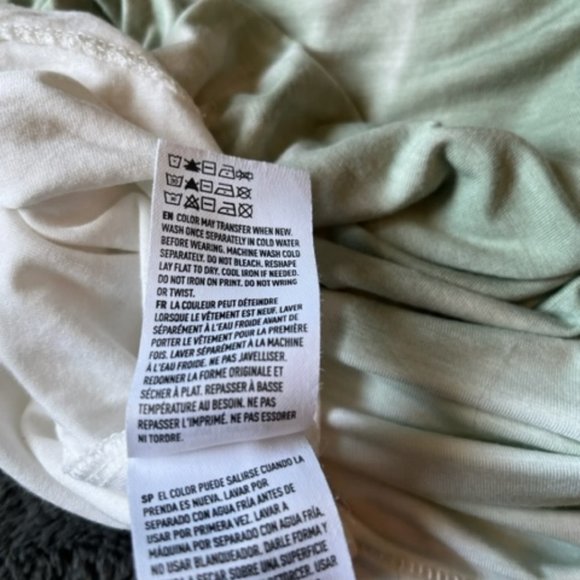 EN COLOR MAY TRANSFER WHEN NEW.
WASH ONCE SEPARATELY IN COLD WATER
BEFORE WEARING. MACHINE WASH COLD
SEPARATELY. DO NOT BLEACH. RESHAPE
LAY FLAT TO DRY. COOL IRON IF NEEDED.
DO NOT IRON ON PRINT. DO NOT WRING
OR TWIST.
FR LA COULEUR PEUT DÉTEINDRE
LORSQUE LE VÊTEMENT EST NEUF. LAVER
SÉPARÉMENT À L'EAU FROIDE AVANT DE
PORTER LE VÊTEMENT POUR LA PREMIÈRE
FOIS. LAVER SÉPARÉMENT À LA MACHINE
À L'EAU FROIDE. NE PAS JAVELLISER.
REDONNER LA FORME ORIGINALE ET
SÉCHER À PLAT. REPASSER À BASSE
TEMPÉRATURE AU BESOIN. NE PAS
REPASSER L'IMPRIMÉ. NE PAS ESSORER
NI TORDRE.
SP EL COLOR PUEDE SALIRSE CUANDO LA
PRENDA ES NUEVA. LAVAR POR
SEPARADO CON AGUA FRÍA ANTES DE
USAR POR PRIMERA VEZ. LAVAR A
MÁQUINA POR SEPARADO CON AGUA FRÍA.
NO USAR BLANQUEADOR. DARLE FORMA Y
A SECAR SOBRE UNA SUPERFICIE